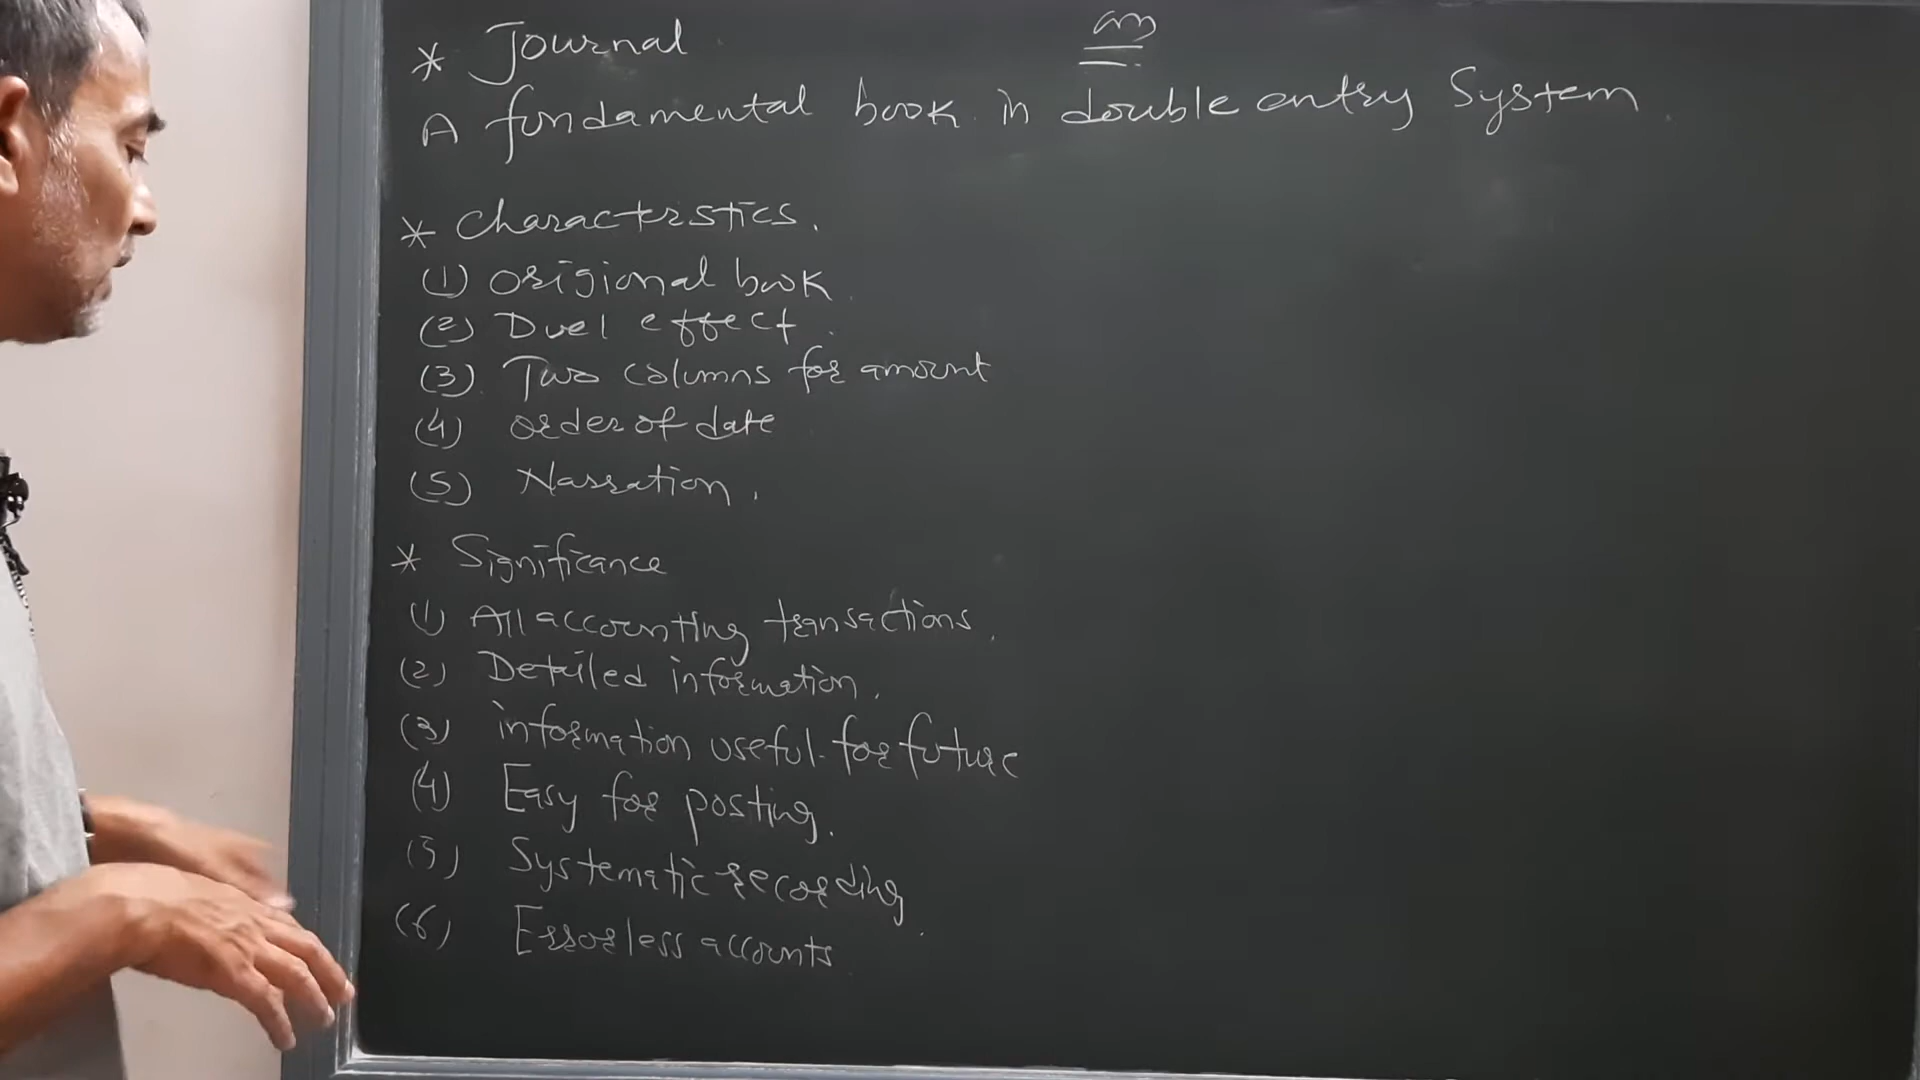 * Journal
A fundamental book in double entry System.
* Characterstics.
(1) Origional book.
(2) Duel effect.
(3) Two columns for amount
(4) order of date
(5) Narration.
* Significance
(1) All accounting transactions.
(2) Detailed information.
(3) information useful for future
(4) Easy for posting.
(5) Systematic recording.
(6) Errorless accounts